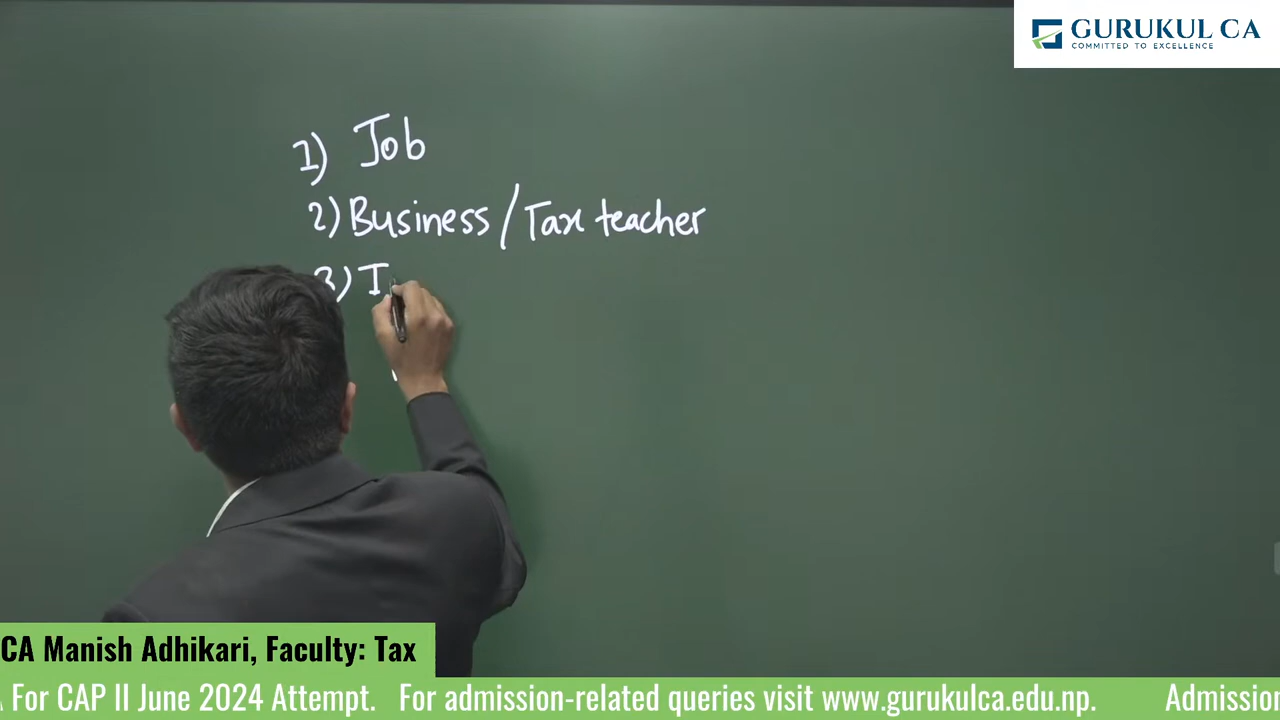 GURUKUL CA
COMMITTED TO EXCELLENCE
1) Job
2) Business / Tax teacher
3) I
CA Manish Adhikari, Faculty: Tax
For CAP II June 2024 Attempt. For admission-related queries visit www.gurukulca.edu.np. Admission